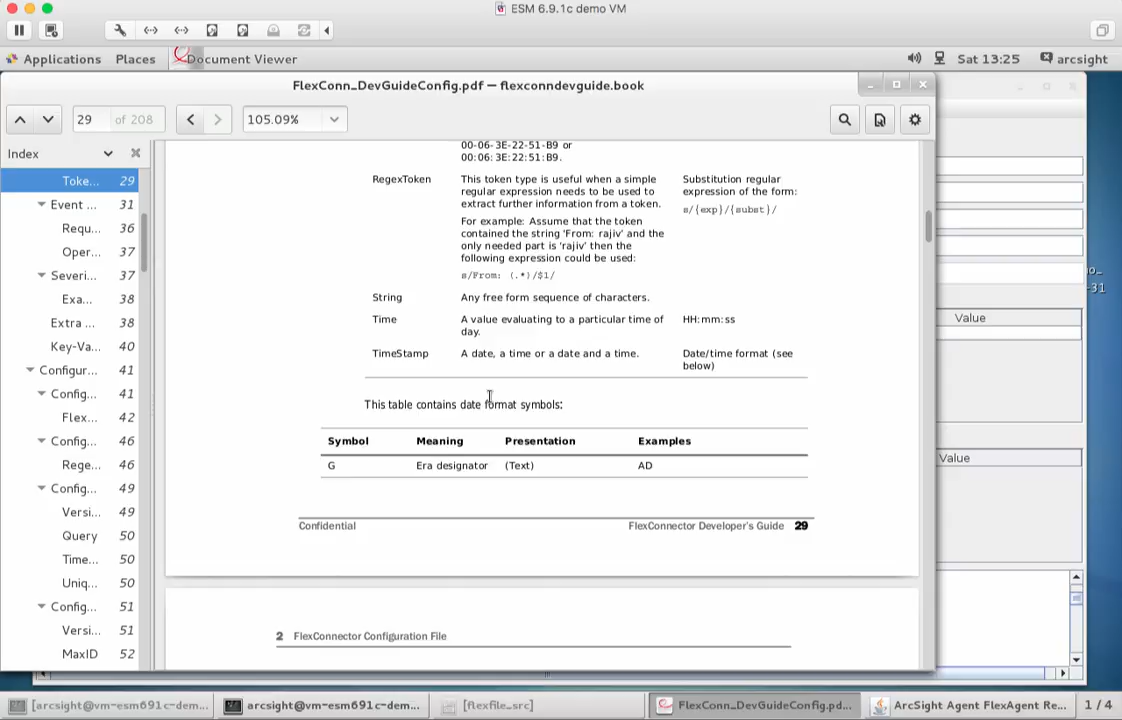 ESM 6.9.1c demo VM
Applications Places Document Viewer Sat 13:25 arcsight
FlexConn_DevGuideConfig.pdf — flexconndevguide.book
29 of 208 105.09%
Index
Toke... 29
Event ... 31
Requ... 36
Oper... 37
Severi... 37
Exa... 38
Extra ... 38
Key-Va... 40
Configur... 41
Config... 41
Flex... 42
Config... 46
Rege... 46
Config... 49
Versi... 49
Query 50
Time... 50
Uniq... 50
Config... 51
Versi... 51
MaxID 52
00-06-3E-22-51-B9 or
00:06:3E:22:51:B9.
RegexToken This token type is useful when a simple Substitution regular
regular expression needs to be used to expression of the form:
extract further information from a token. s/{exp}/{subst}/
For example: Assume that the token
contained the string 'From: rajiv' and the
only needed part is 'rajiv' then the
following expression could be used:
s/From: (.*)/$1/
String Any free form sequence of characters.
Time A value evaluating to a particular time of HH:mm:ss
day.
TimeStamp A date, a time or a date and a time. Date/time format (see
below)
This table contains date format symbols:
Symbol Meaning Presentation Examples
G Era designator (Text) AD
Confidential FlexConnector Developer's Guide 29
2 FlexConnector Configuration File
-31
Value
Value
[arcsight@vm-esm691c-dem... arcsight@vm-esm691c-dem... [flexfile_src] FlexConn_DevGuideConfig.pd... ArcSight Agent FlexAgent Re... 1 / 4